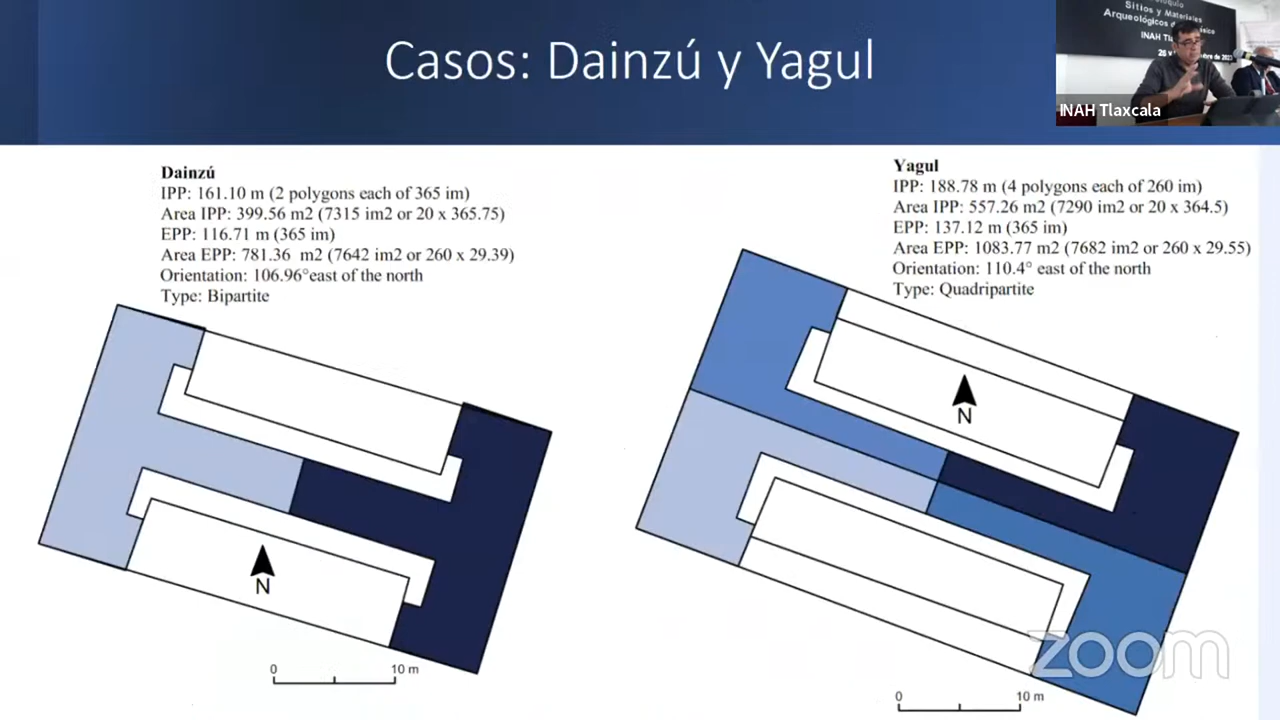 Casos: Dainzú y Yagul
Sitios y Materiales
INAH Tlaxcala
Dainzú
IPP: 161.10 m (2 polygons each of 365 im)
Area IPP: 399.56 m2 (7315 im2 or 20 x 365.75)
EPP: 116.71 m (365 im)
Area EPP: 781.36 m2 (7642 im2 or 260 x 29.39)
Orientation: 106.96°east of the north
Type: Bipartite
N
0 10 m
Yagul
IPP: 188.78 m (4 polygons each of 260 im)
Area IPP: 557.26 m2 (7290 im2 or 20 x 364.5)
EPP: 137.12 m (365 im)
Area EPP: 1083.77 m2 (7682 im2 or 260 x 29.55)
Orientation: 110.4° east of the north
Type: Quadripartite
N
0 10 m
zoom